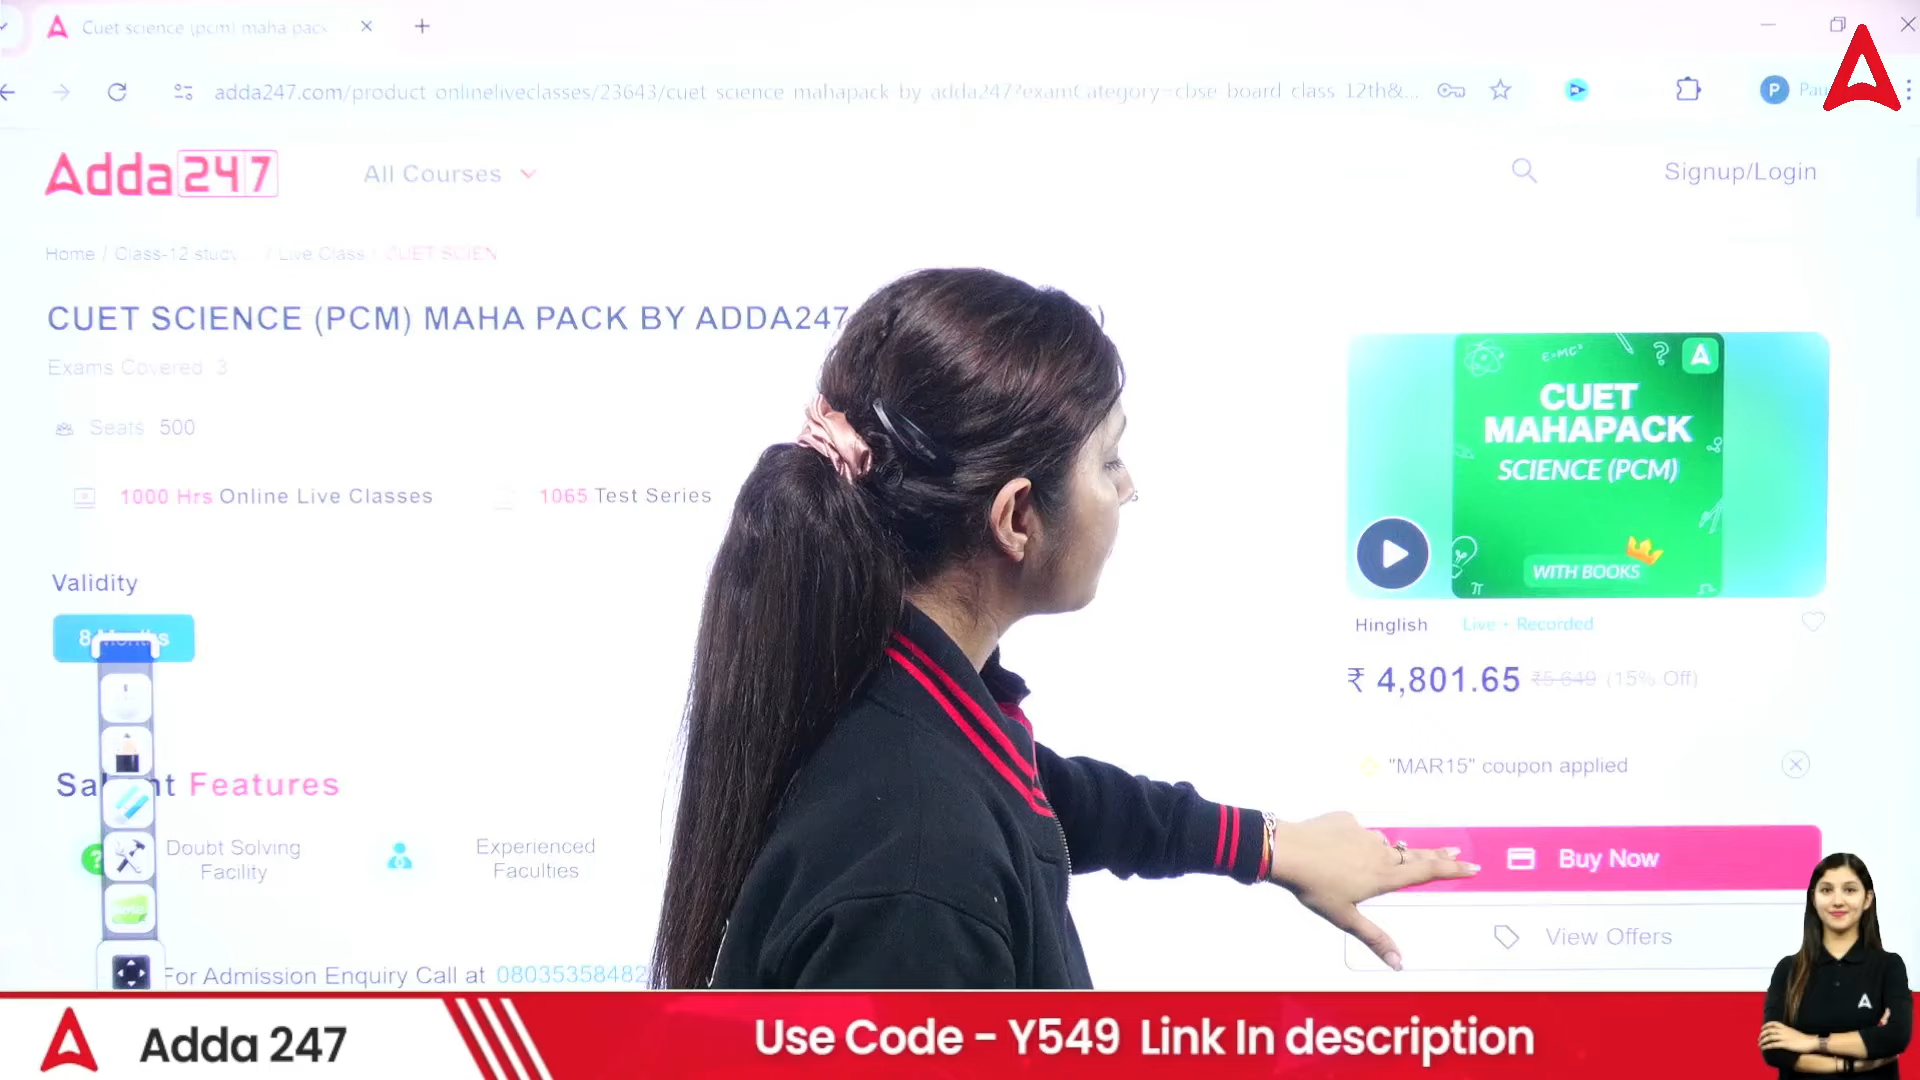 Cuet science (pcm) maha pack
adda247.com/product-onlineliveclasses/23643/cuet-science-mahapack-by-adda247?examCategory=cbse-board-class-12th&...
P
Adda247
All Courses
Signup/Login
Home / Class-12 study / Live Class / CUET SCIEN
CUET SCIENCE (PCM) MAHA PACK BY ADDA247
Exams Covered 3
Seats 500
1000 Hrs Online Live Classes
1065 Test Series
Validity
8 Months
E=MC²
CUET
MAHAPACK
SCIENCE (PCM)
WITH BOOKS
Hinglish
Live + Recorded
₹ 4,801.65 ₹5,649 (15% Off)
"MAR15" coupon applied
Buy Now
View Offers
Features
Doubt Solving
Facility
Experienced
Faculties
For Admission Enquiry Call at 08035358482
Adda 247
Use Code - Y549 Link In description